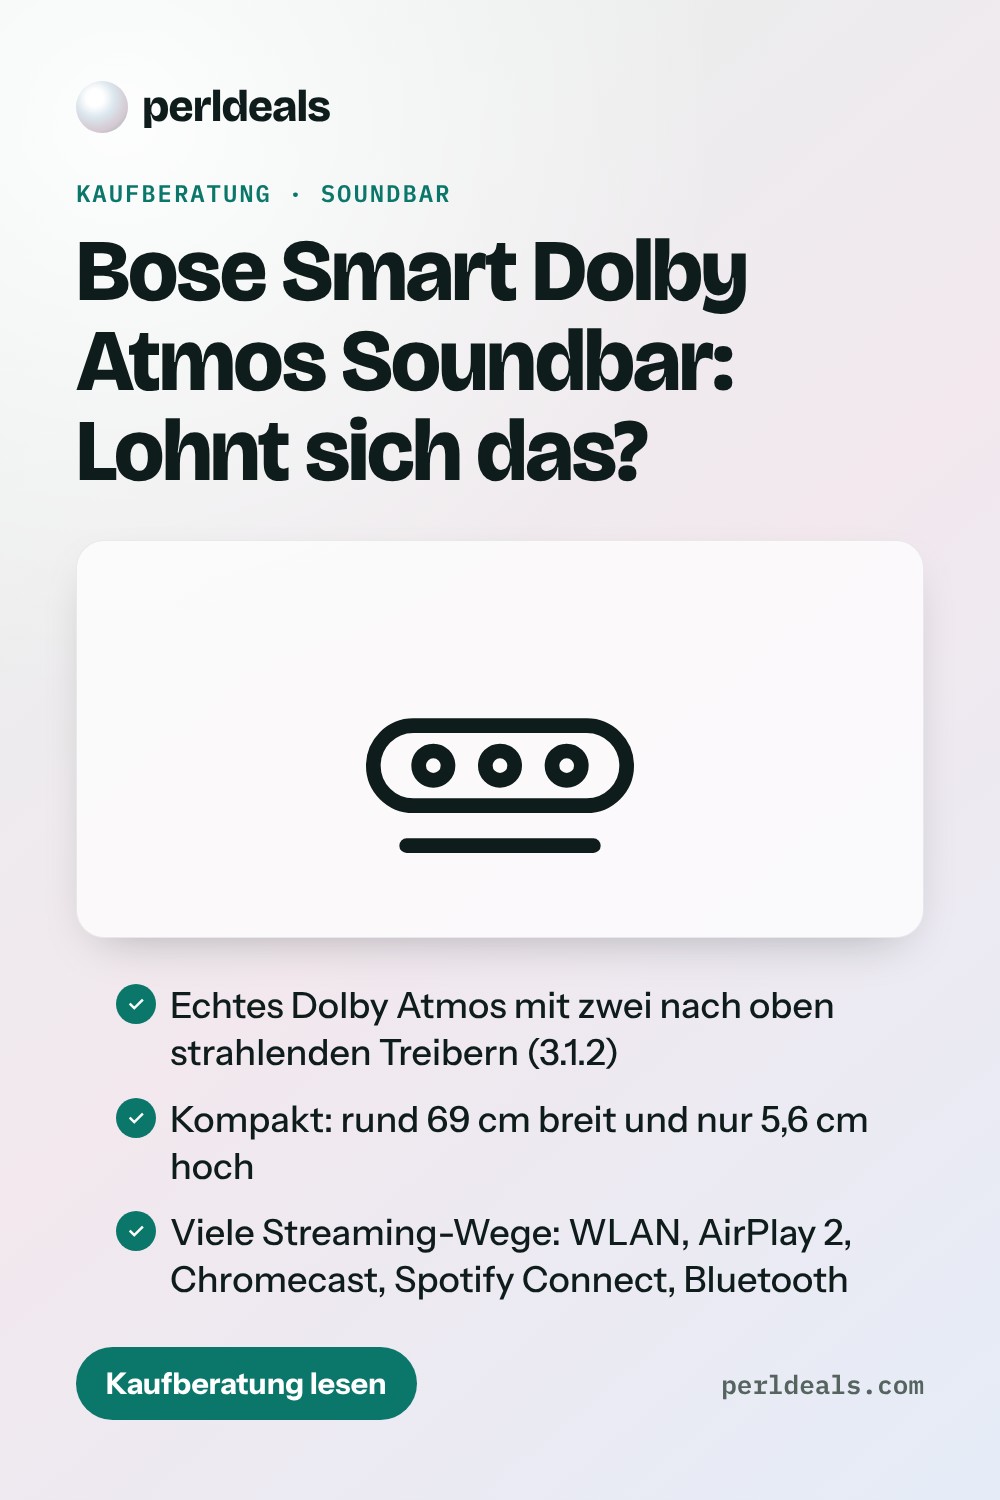 perldeals
KAUFBERATUNG · SOUNDBAR
Bose Smart Dolby
Atmos Soundbar:
Lohnt sich das?
Echtes Dolby Atmos mit zwei nach oben
strahlenden Treibern (3.1.2)
Kompakt: rund 69 cm breit und nur 5,6 cm
hoch
Viele Streaming-Wege: WLAN, AirPlay 2,
Chromecast, Spotify Connect, Bluetooth
Kaufberatung lesen
perldeals.com